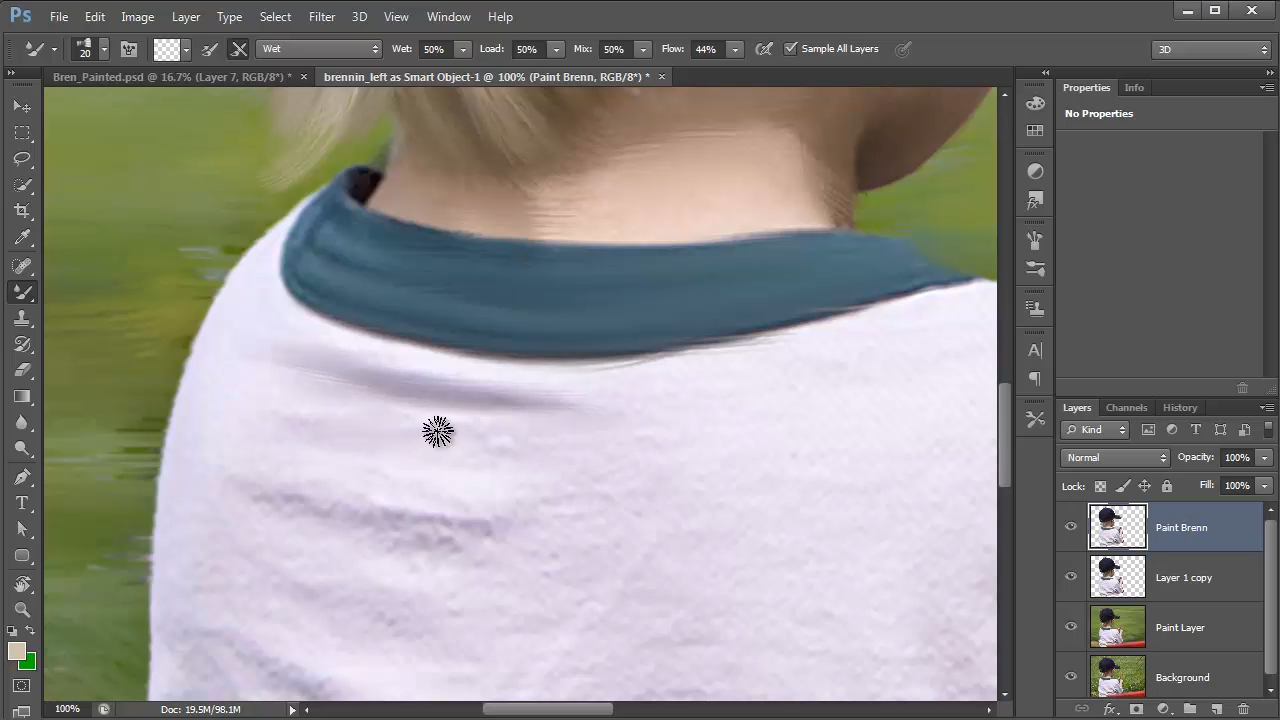 Ps File Edit Image Layer Type Select Filter 3D View Window Help
20 Wet Wet: 50% Load: 50% Mix: 50% Flow: 44% Sample All Layers 3D
Bren_Painted.psd @ 16.7% (Layer 7, RGB/8*) * × brennin_left as Smart Object-1 @ 100% (Paint Brenn, RGB/8*) * ×
Properties Info
No Properties
Layers Channels History
Kind
Normal Opacity: 100%
Lock: Fill: 100%
Paint Brenn
Layer 1 copy
Paint Layer
Background
100% Doc: 19.5M/98.1M